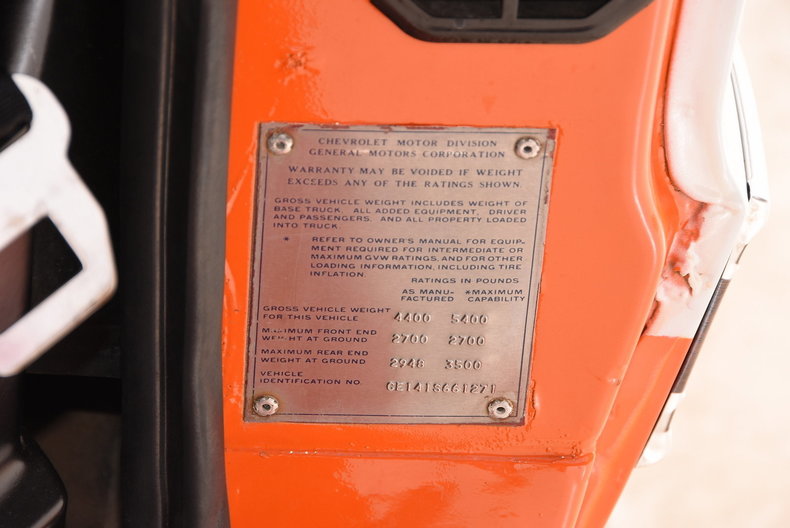 CHEVROLET MOTOR DIVISION
GENERAL MOTORS CORPORATION
WARRANTY MAY BE VOIDED IF WEIGHT
EXCEEDS ANY OF THE RATINGS SHOWN.
GROSS VEHICLE WEIGHT INCLUDES WEIGHT OF
BASE TRUCK, ALL ADDED EQUIPMENT, DRIVER
AND PASSENGERS, AND ALL PROPERTY LOADED
INTO TRUCK
* REFER TO OWNER'S MANUAL FOR EQUIP-
MENT REQUIRED FOR INTERMEDIATE OR
MAXIMUM GVW RATINGS, AND FOR OTHER
LOADING INFORMATION, INCLUDING TIRE
INFLATION.
RATINGS IN POUNDS
AS MANU- *MAXIMUM
FACTURED CAPABILITY
GROSS VEHICLE WEIGHT
FOR THIS VEHICLE 4400 5400
MAXIMUM FRONT END
WEIGHT AT GROUND 2700 2700
MAXIMUM REAR END
WEIGHT AT GROUND 2948 3500
VEHICLE
IDENTIFICATION NO. CE141S661271